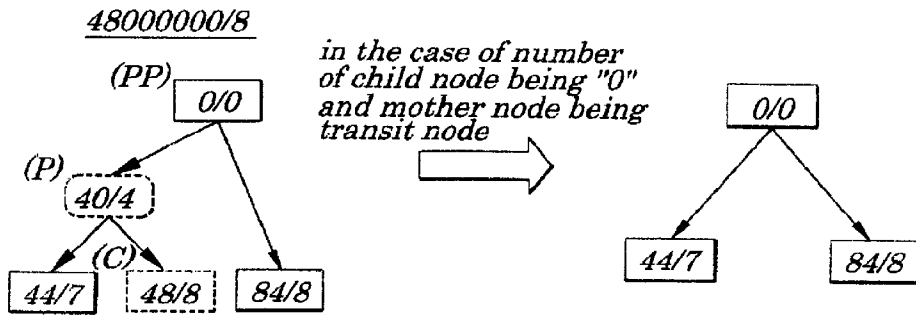 48000000/8
(PP)
0/0
(P)
40/4
(C)
44/7
48/8
84/8
in the case of number
of child node being "0"
and mother node being
transit node
0/0
44/7
84/8